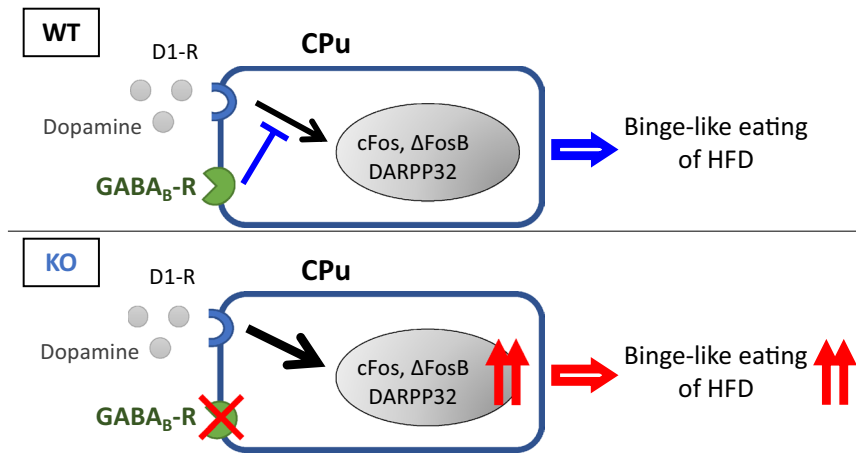 WT
CPu
D1-R
Dopamine
cFos, ΔFosB
DARPP32
GABAB-R
Binge-like eating
of HFD
KO
CPu
D1-R
Dopamine
cFos, ΔFosB
DARPP32
GABAB-R
Binge-like eating
of HFD